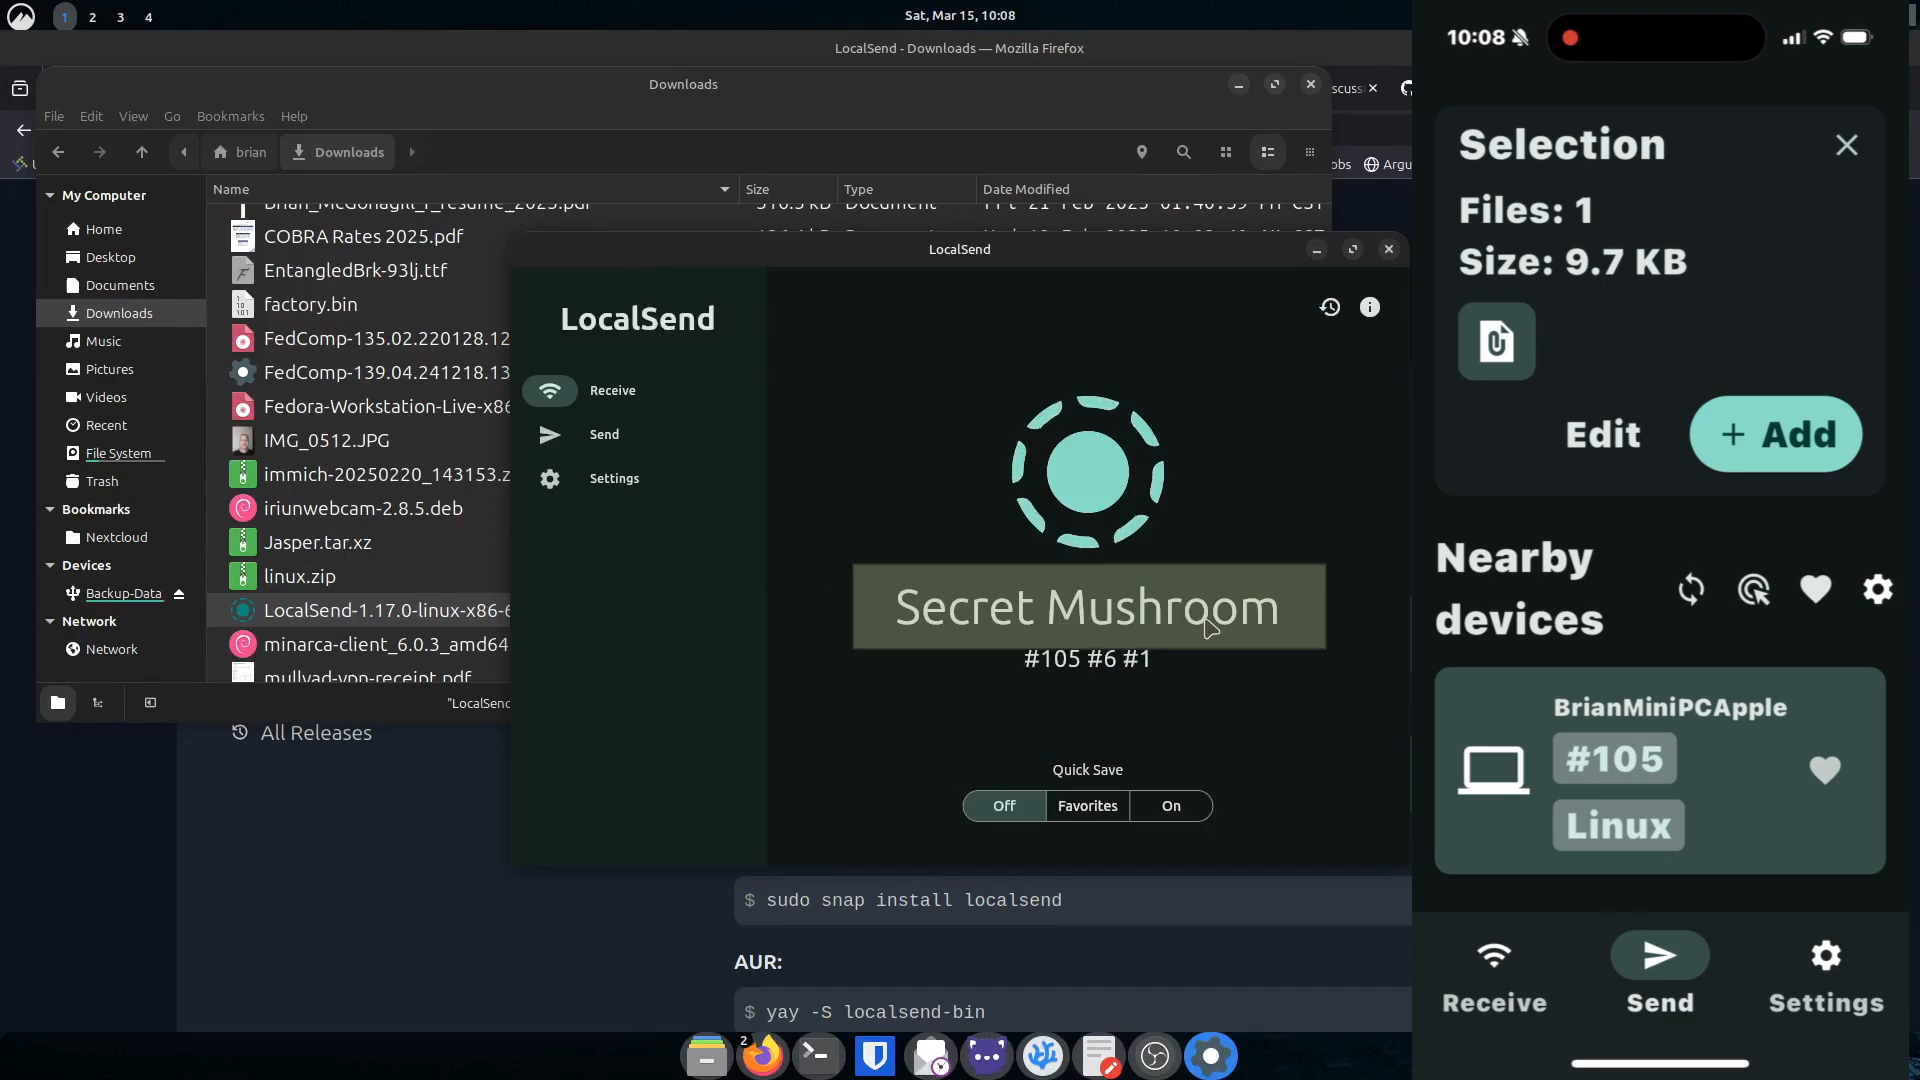 1 2 3 4
Sat, Mar 15, 10:08
LocalSend - Downloads — Mozilla Firefox
Downloads
File Edit View Go Bookmarks Help
brian
Downloads
scuss
obs
Argu
My Computer
Home
Desktop
Documents
Downloads
Music
Pictures
Videos
Recent
File System
Trash
Bookmarks
Nextcloud
Devices
Backup-Data
Network
Network
Name Size Type Date Modified
COBRA Rates 2025.pdf
EntangledBrk-93lj.ttf
factory.bin
FedComp-135.02.220128.12
FedComp-139.04.241218.13
Fedora-Workstation-Live-x86
IMG_0512.JPG
immich-20250220_143153.z
iriunwebcam-2.8.5.deb
Jasper.tar.xz
linux.zip
LocalSend-1.17.0-linux-x86-6
minarca-client_6.0.3_amd64
mullvad-vpn-receipt.pdf
"LocalSend
All Releases
LocalSend
LocalSend
Receive
Send
Settings
Secret Mushroom
#105 #6 #1
Quick Save
Off Favorites On
$ sudo snap install localsend
AUR:
$ yay -S localsend-bin
2
10:08
Selection
Files: 1
Size: 9.7 KB
Edit
+ Add
Nearby
devices
BrianMiniPCApple
#105
Linux
Receive Send Settings